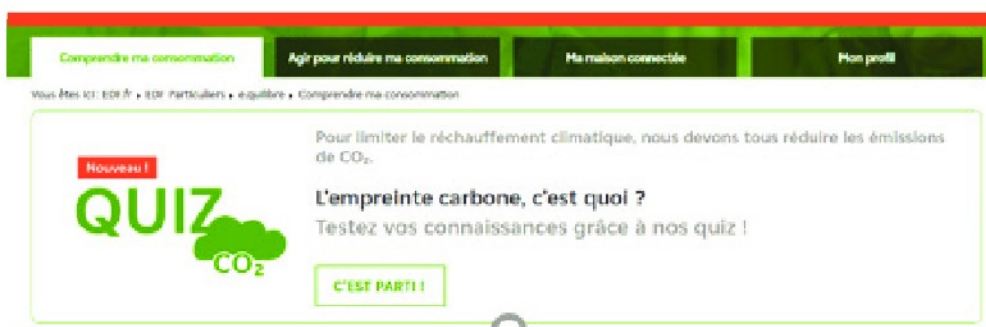 Comprendre ma consommation
Agir pour réduire ma consommation
Ma maison connectée
Mon profil
Vous êtes ici : EDF.fr ▸ EDF Particuliers ▸ e.quilibre ▸ Comprendre ma consommation
Pour limiter le réchauffement climatique, nous devons tous réduire les émissions
de CO₂.
Nouveau !
QUIZ
CO₂
L'empreinte carbone, c'est quoi ?
Testez vos connaissances grâce à nos quiz !
C'EST PARTI !